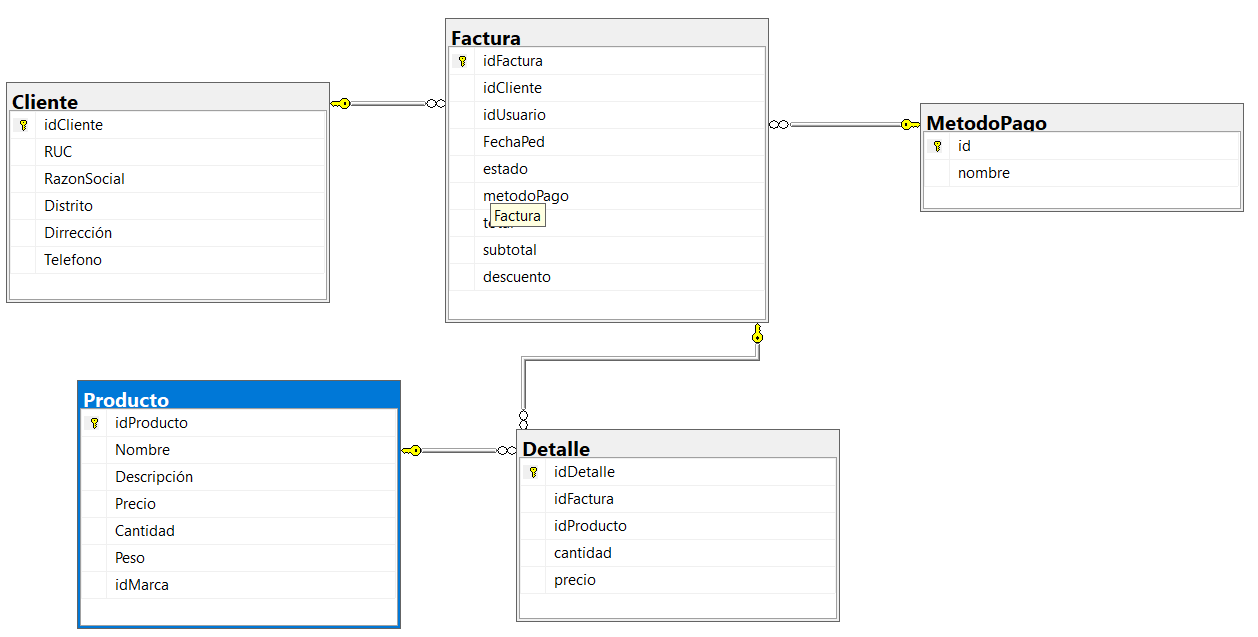 Cliente
idCliente
RUC
RazonSocial
Distrito
Dirrección
Telefono
Factura
idFactura
idCliente
idUsuario
FechaPed
estado
metodoPago
Factura
subtotal
descuento
MetodoPago
id
nombre
Producto
idProducto
Nombre
Descripción
Precio
Cantidad
Peso
idMarca
Detalle
idDetalle
idFactura
idProducto
cantidad
precio